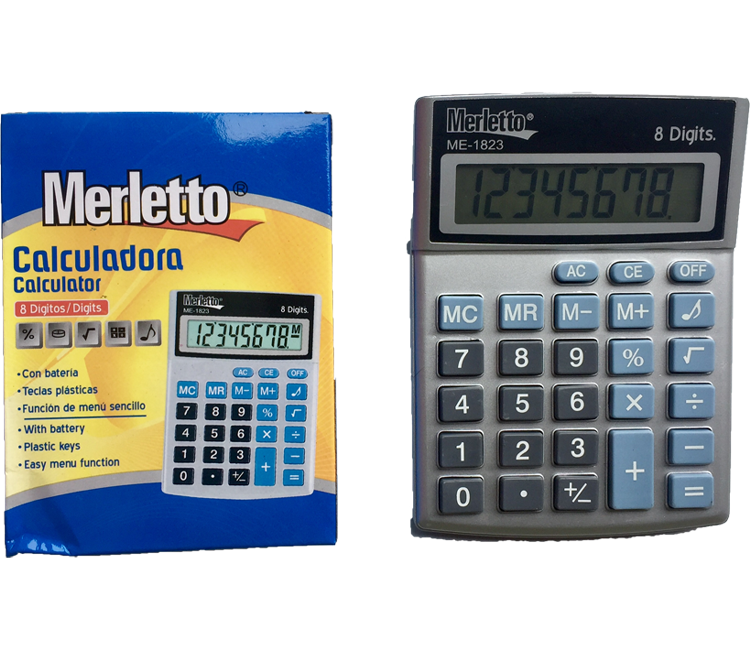 Merletto®
Calculadora
Calculator
8 Digitos/Digits
% √
• Con batería
• Teclas plásticas
• Función de menú sencillo
• With battery
• Plastic keys
• Easy menu function
Merletto
ME-1823
8 Digits.
12345678. M
AC CE OFF
MC MR M− M+ ♪
7 8 9 % √
4 5 6 × ÷
1 2 3 + −
0 . +/− =
Merletto®
ME-1823
8 Digits.
12345678.
AC CE OFF
MC MR M− M+ ♪
7 8 9 % √
4 5 6 × ÷
1 2 3 + −
0 . +/− =